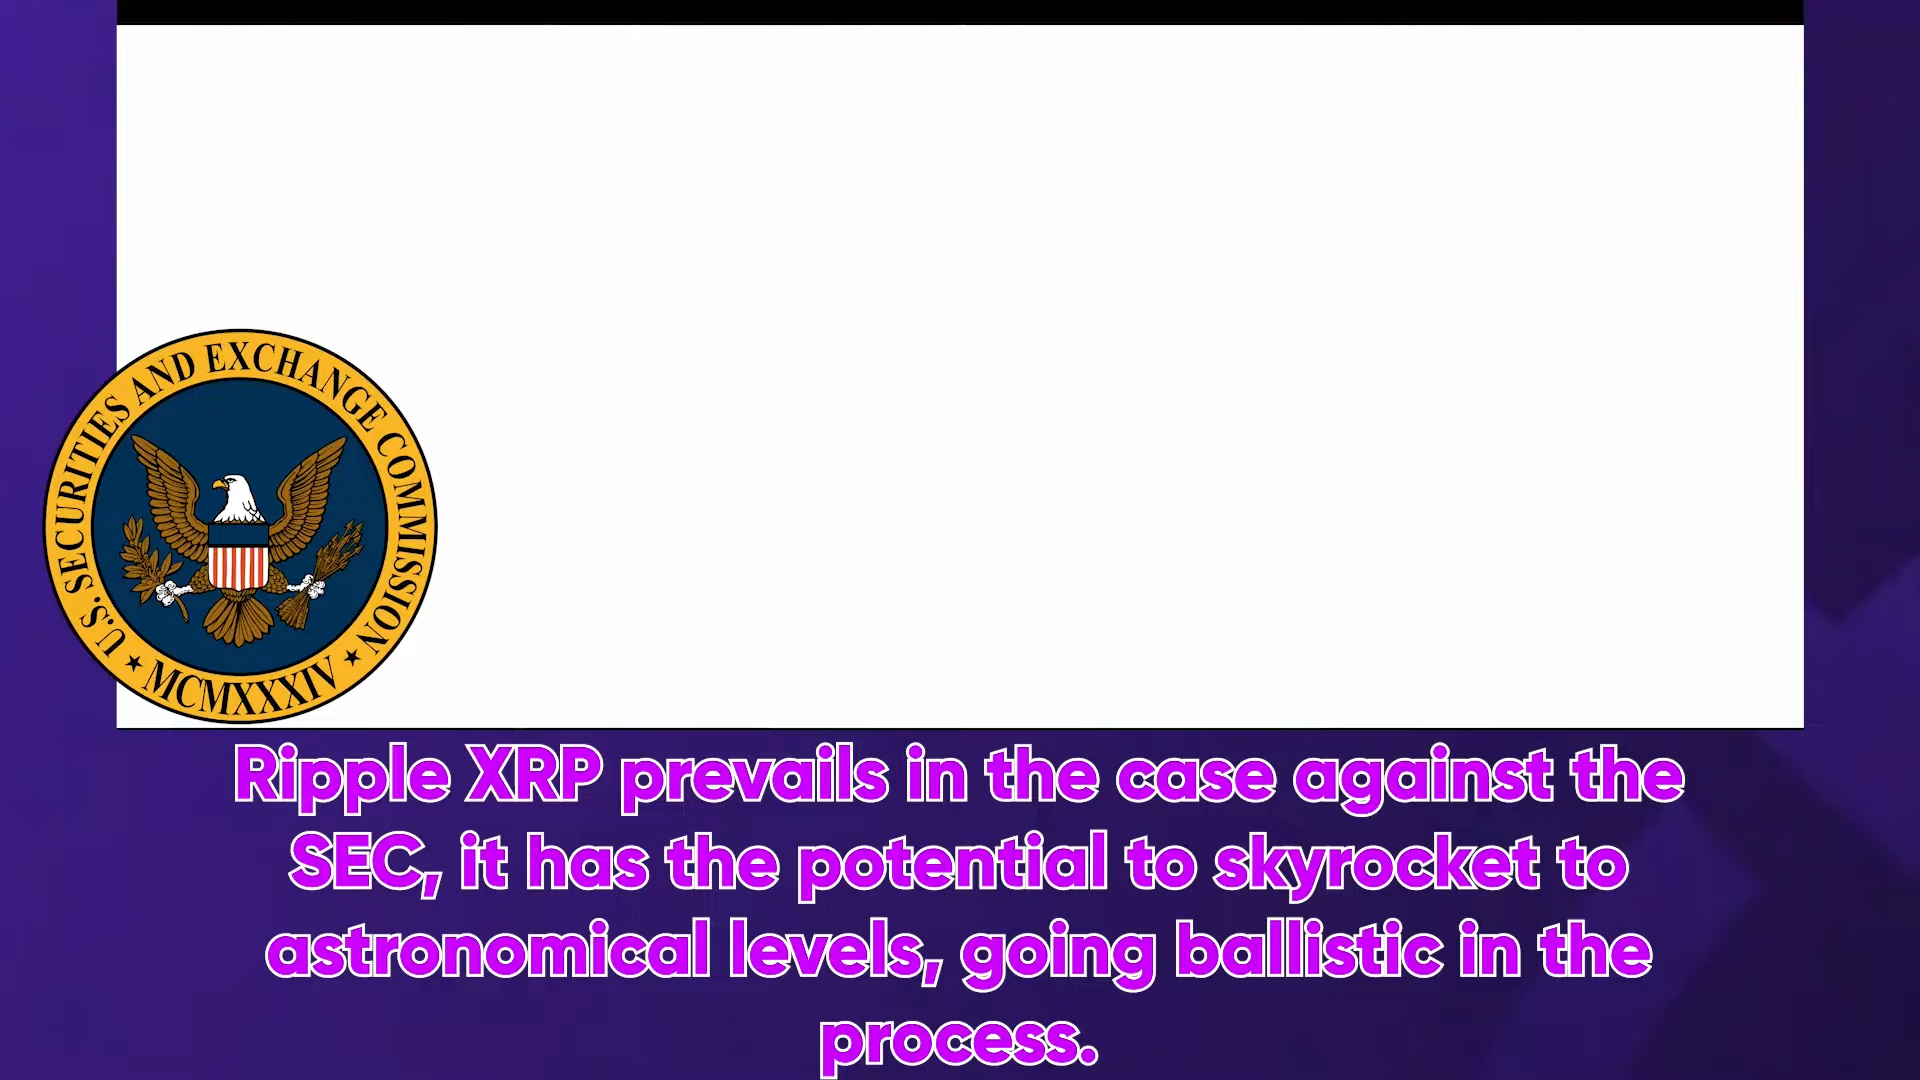 U.S. SECURITIES AND EXCHANGE COMMISSION
MCMXXXIV
Ripple XRP prevails in the case against the
SEC, it has the potential to skyrocket to
astronomical levels, going ballistic in the
process.